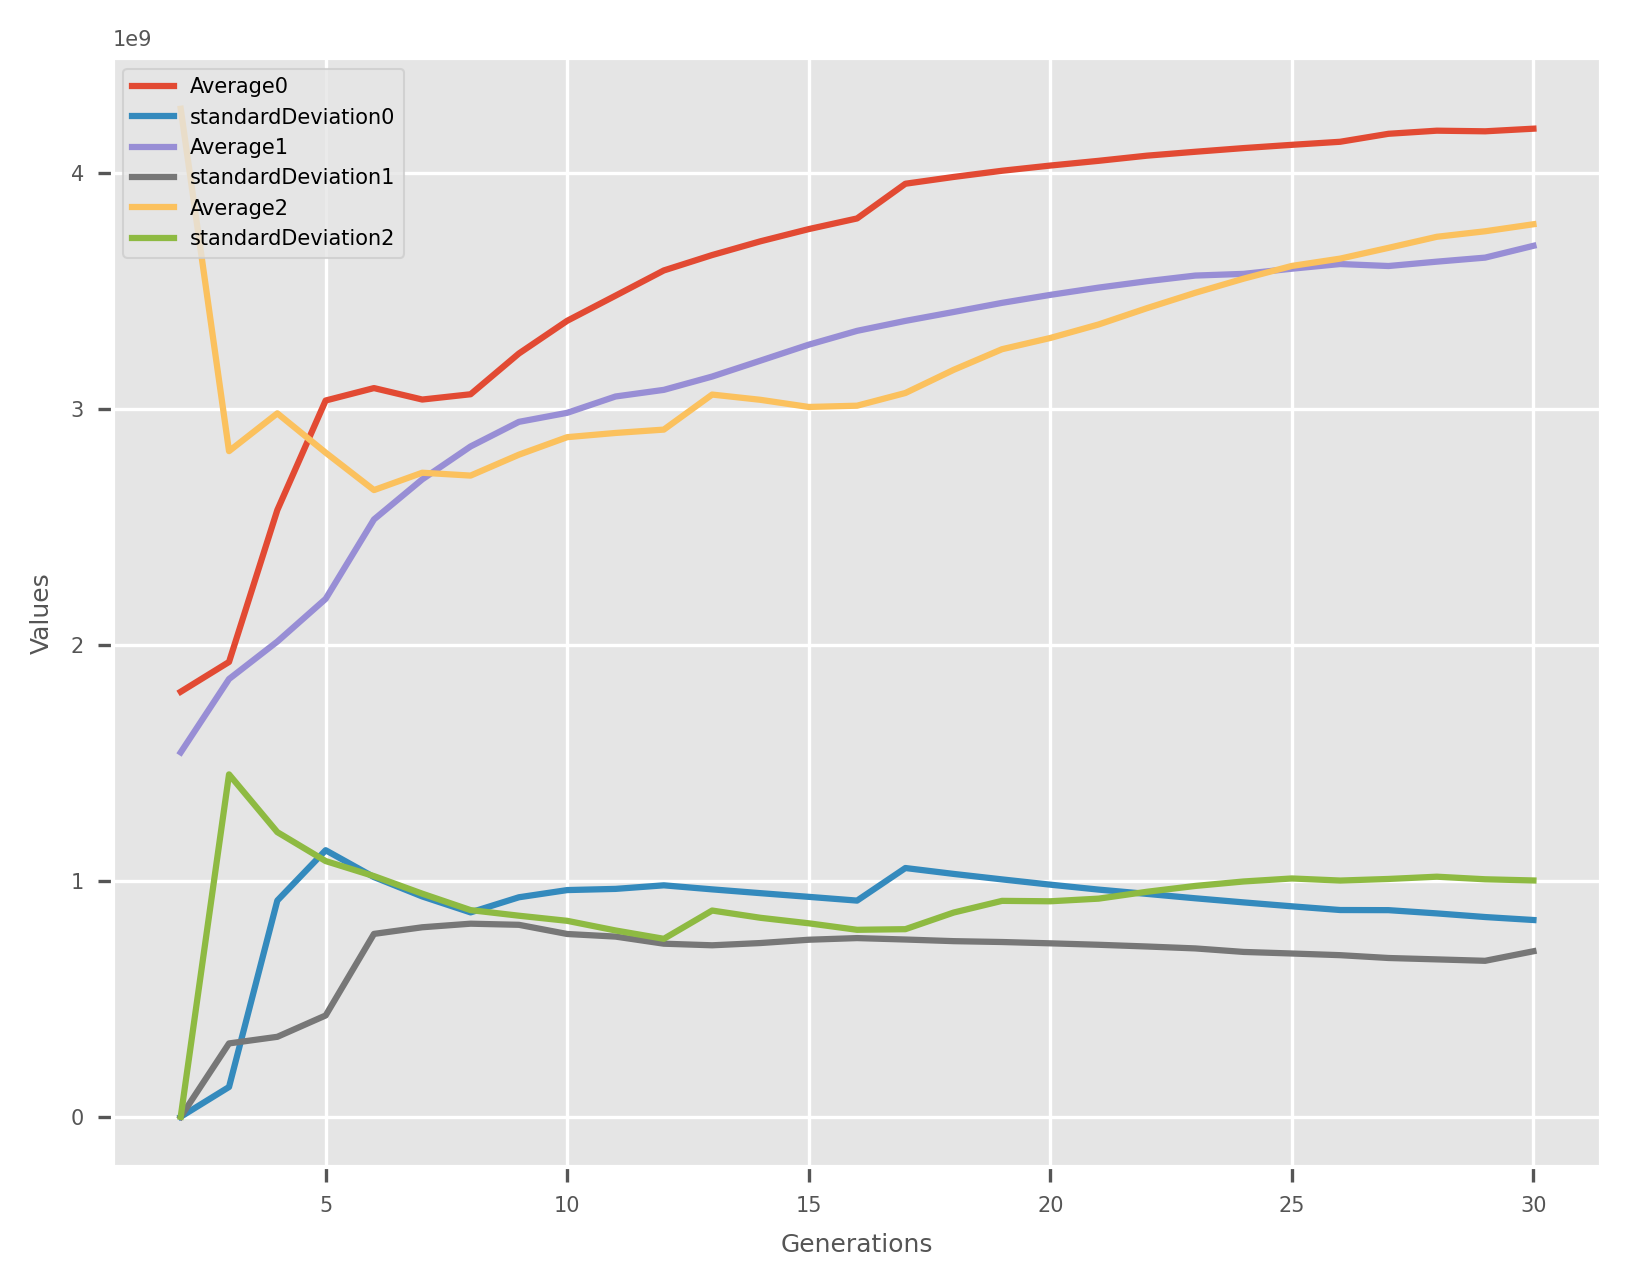 1e9
Average0
standardDeviation0
Average1
standardDeviation1
Average2
standardDeviation2
4
3
2
1
0
Values
5 10 15 20 25 30
Generations